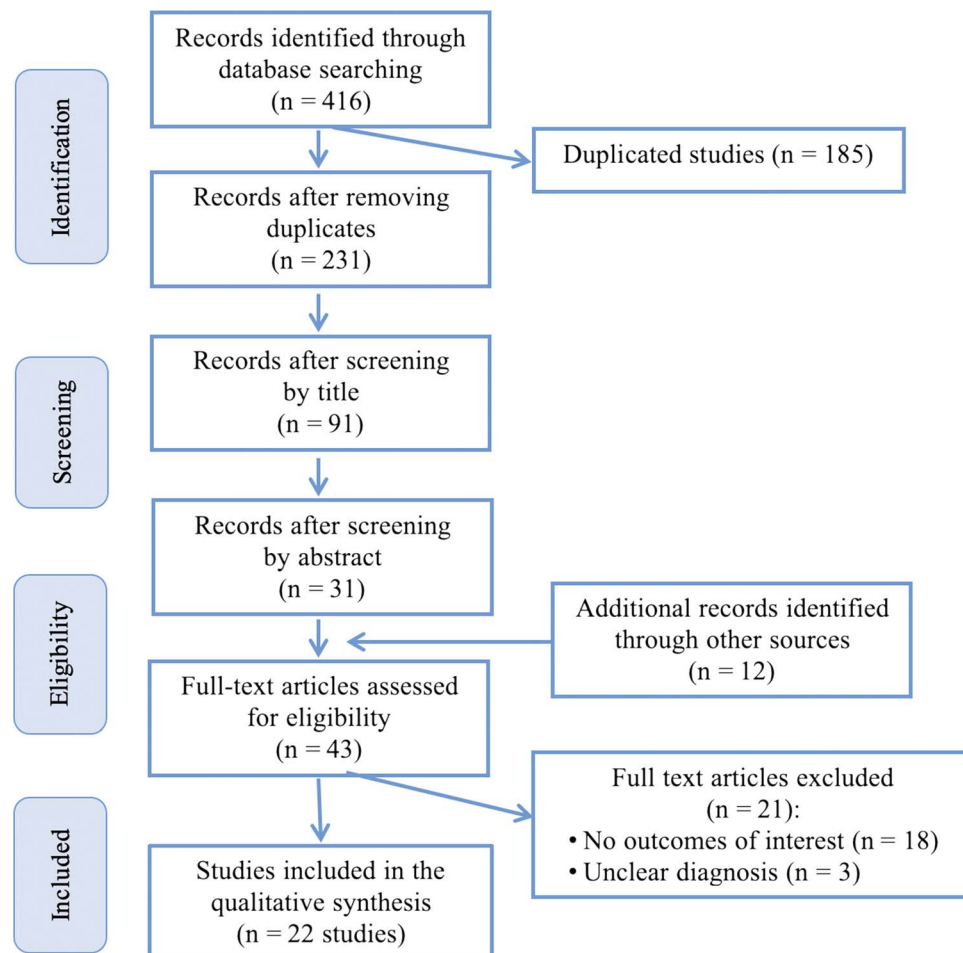 Identification
Records identified through
database searching
(n = 416)
Duplicated studies (n = 185)
Records after removing
duplicates
(n = 231)
Screening
Records after screening
by title
(n = 91)
Records after screening
by abstract
(n = 31)
Eligibility
Additional records identified
through other sources
(n = 12)
Full-text articles assessed
for eligibility
(n = 43)
Full text articles excluded
(n = 21):
• No outcomes of interest (n = 18)
• Unclear diagnosis (n = 3)
Included
Studies included in the
qualitative synthesis
(n = 22 studies)